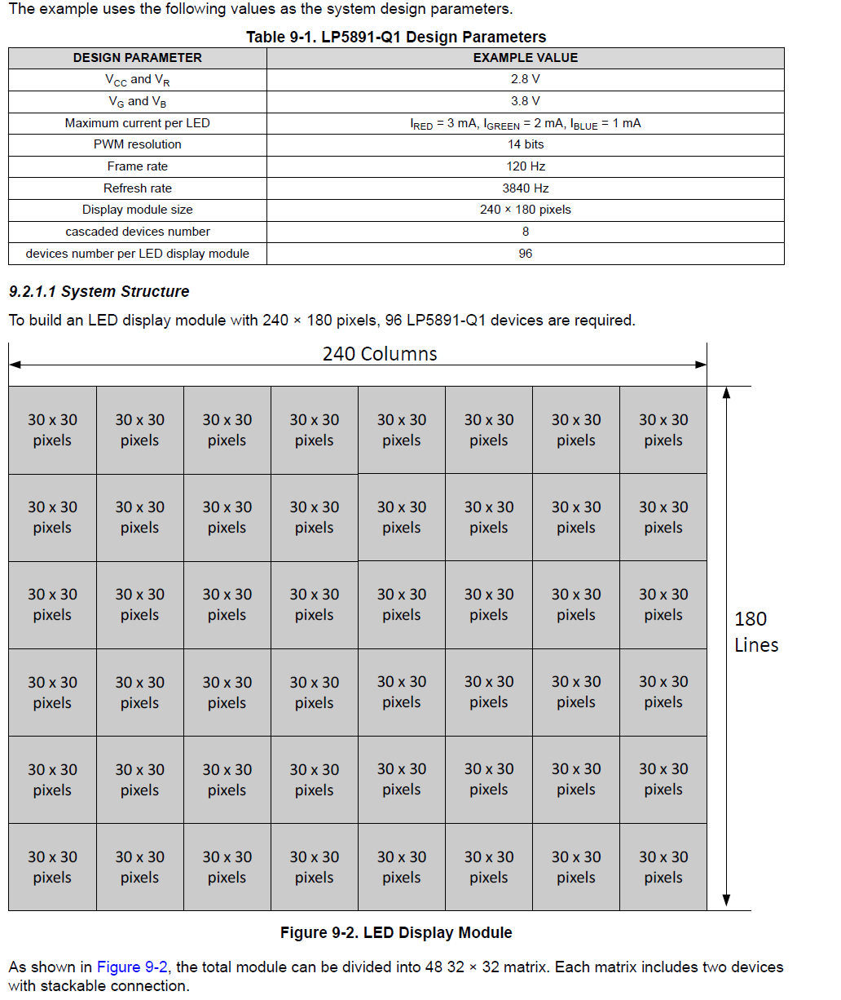 The example uses the following values as the system design parameters.
Table 9-1. LP5891-Q1 Design Parameters
DESIGN PARAMETER EXAMPLE VALUE
VCC and VR 2.8 V
VG and VB 3.8 V
Maximum current per LED IRED = 3 mA, IGREEN = 2 mA, IBLUE = 1 mA
PWM resolution 14 bits
Frame rate 120 Hz
Refresh rate 3840 Hz
Display module size 240 × 180 pixels
cascaded devices number 8
devices number per LED display module 96
9.2.1.1 System Structure
To build an LED display module with 240 × 180 pixels, 96 LP5891-Q1 devices are required.
240 Columns
30 x 30 30 x 30 30 x 30 30 x 30 30 x 30 30 x 30 30 x 30 30 x 30
pixels pixels pixels pixels pixels pixels pixels pixels
30 x 30 30 x 30 30 x 30 30 x 30 30 x 30 30 x 30 30 x 30 30 x 30
pixels pixels pixels pixels pixels pixels pixels pixels
30 x 30 30 x 30 30 x 30 30 x 30 30 x 30 30 x 30 30 x 30 30 x 30
pixels pixels pixels pixels pixels pixels pixels pixels
180
Lines
30 x 30 30 x 30 30 x 30 30 x 30 30 x 30 30 x 30 30 x 30 30 x 30
pixels pixels pixels pixels pixels pixels pixels pixels
30 x 30 30 x 30 30 x 30 30 x 30 30 x 30 30 x 30 30 x 30 30 x 30
pixels pixels pixels pixels pixels pixels pixels pixels
30 x 30 30 x 30 30 x 30 30 x 30 30 x 30 30 x 30 30 x 30 30 x 30
pixels pixels pixels pixels pixels pixels pixels pixels
Figure 9-2. LED Display Module
As shown in Figure 9-2, the total module can be divided into 48 32 × 32 matrix. Each matrix includes two devices
with stackable connection.